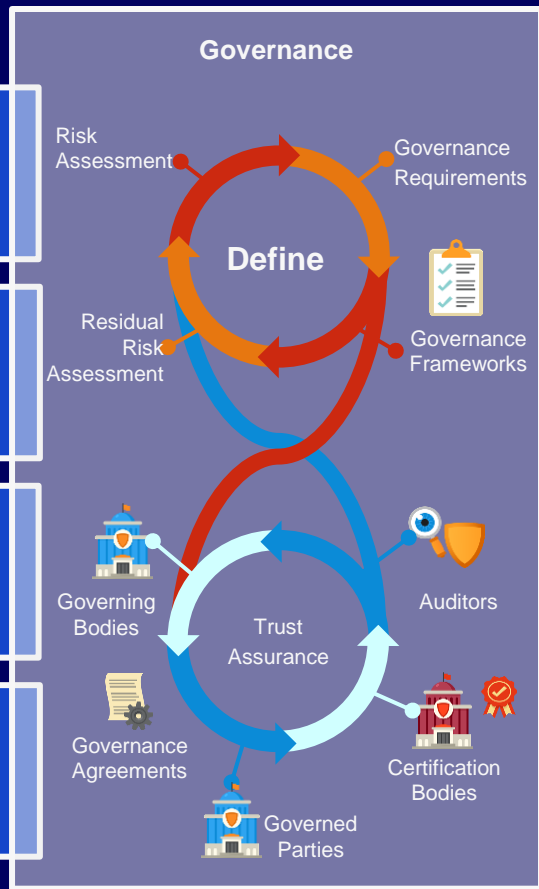 Governance
Risk
Assessment
Governance
Requirements
Define
Residual
Risk
Assessment
Governance
Frameworks
Governing
Bodies
Auditors
Trust
Assurance
Governance
Agreements
Certification
Bodies
Governed
Parties